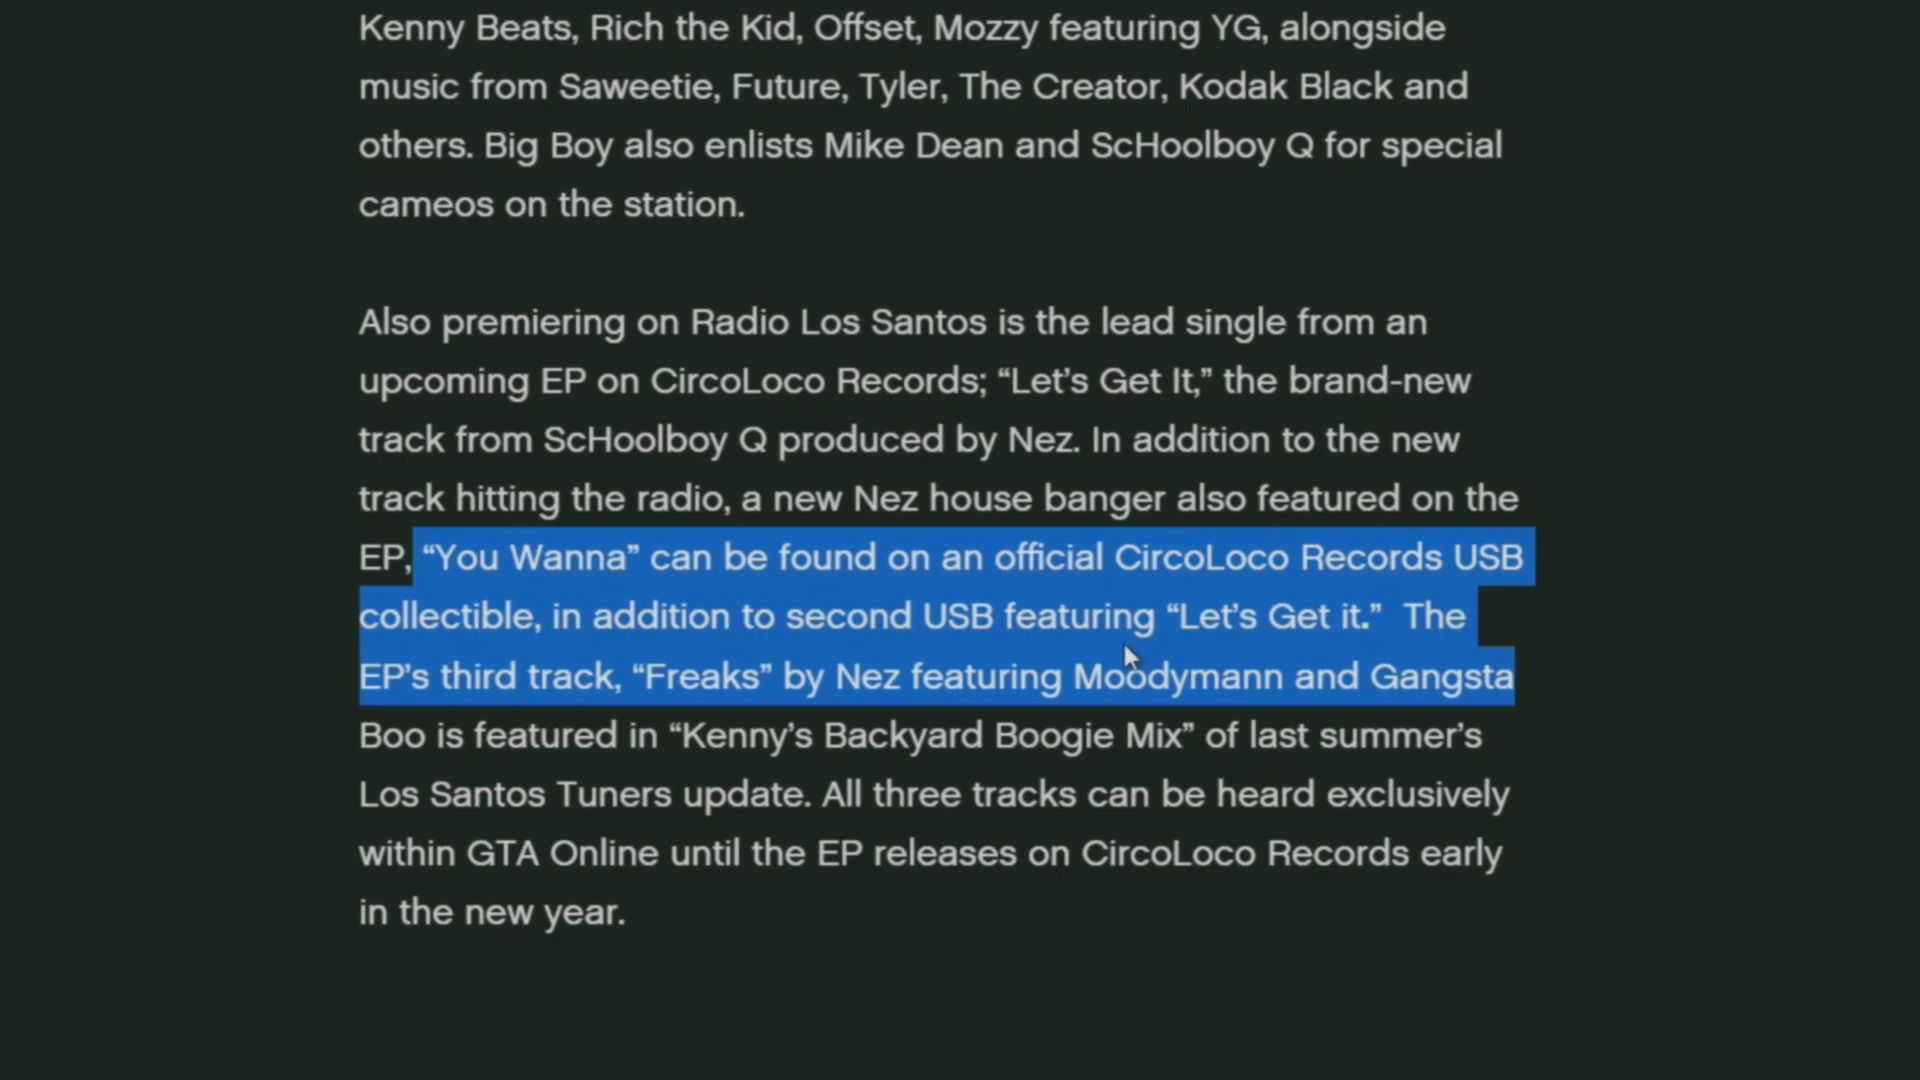 Kenny Beats, Rich the Kid, Offset, Mozzy featuring YG, alongside
music from Saweetie, Future, Tyler, The Creator, Kodak Black and
others. Big Boy also enlists Mike Dean and ScHoolboy Q for special
cameos on the station.
Also premiering on Radio Los Santos is the lead single from an
upcoming EP on CircoLoco Records; “Let’s Get It,” the brand-new
track from ScHoolboy Q produced by Nez. In addition to the new
track hitting the radio, a new Nez house banger also featured on the
EP, “You Wanna” can be found on an official CircoLoco Records USB
collectible, in addition to second USB featuring “Let’s Get it.”  The
EP’s third track, “Freaks” by Nez featuring Moodymann and Gangsta
Boo is featured in “Kenny’s Backyard Boogie Mix” of last summer’s
Los Santos Tuners update. All three tracks can be heard exclusively
within GTA Online until the EP releases on CircoLoco Records early
in the new year.